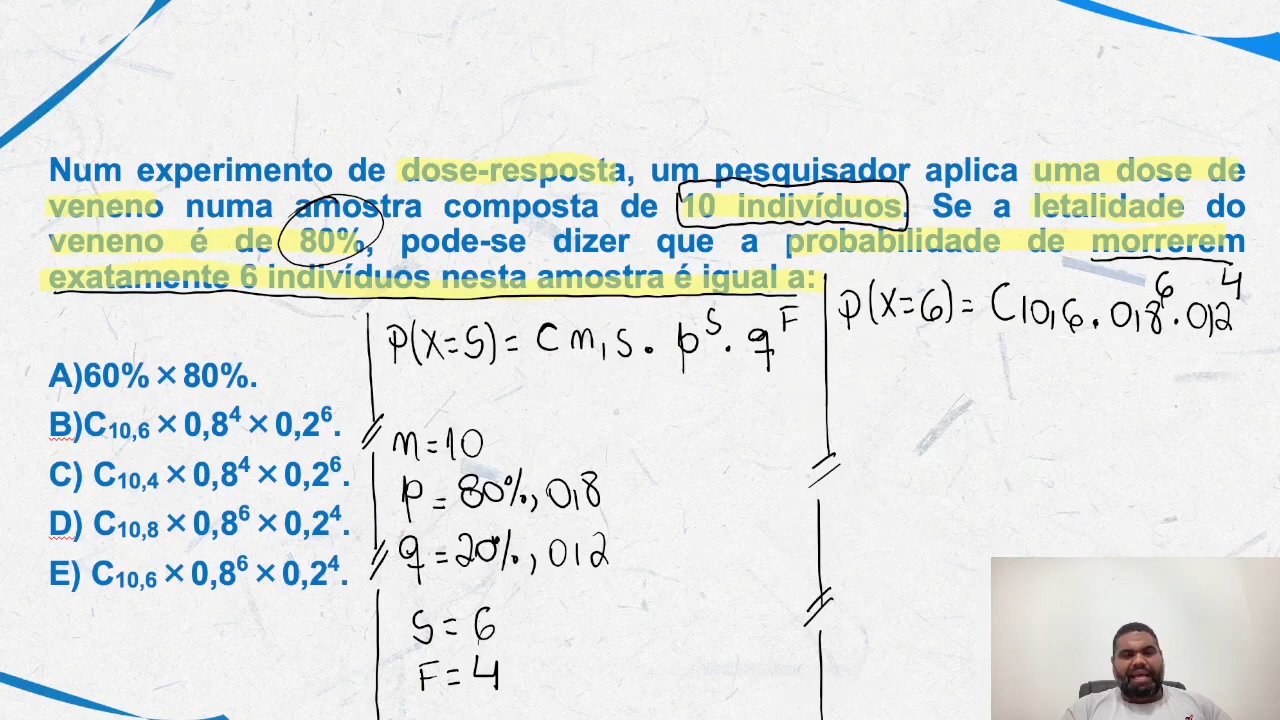 Num experimento de dose-resposta, um pesquisador aplica uma dose de
veneno numa amostra composta de 10 indivíduos. Se a letalidade do
veneno é de 80%, pode-se dizer que a probabilidade de morrerem
exatamente 6 indivíduos nesta amostra é igual a:
A)60% × 80%.
B)C₁₀,₆ × 0,8⁴ × 0,2⁶.
C) C₁₀,₄ × 0,8⁴ × 0,2⁶.
D) C₁₀,₈ × 0,8⁶ × 0,2⁴.
E) C₁₀,₆ × 0,8⁶ × 0,2⁴.
P(X=S) = Cn,s . p^S . q^F
n=10
p = 80%, 0,8
q = 20%, 0,2
S = 6
F = 4
P(X=6) = C10,6 . 0,8⁶ . 0,2⁴